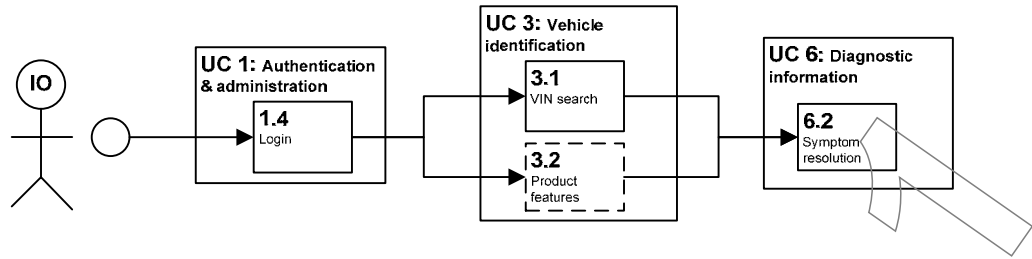 IO
UC 1: Authentication
& administration
1.4
Login
UC 3: Vehicle
identification
3.1
VIN search
3.2
Product
features
UC 6: Diagnostic
information
6.2
Symptom
resolution